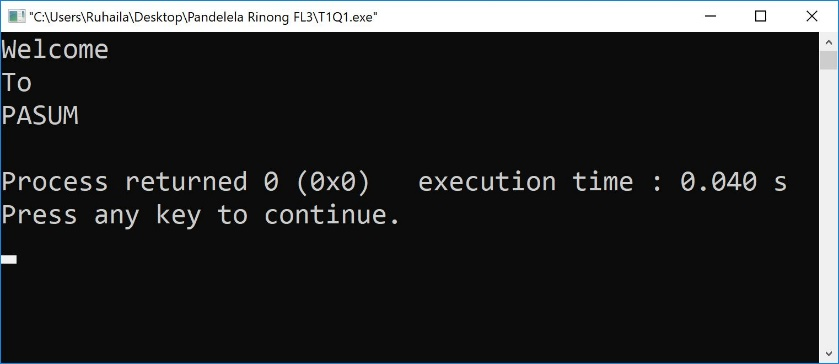 "C:\Users\Ruhaila\Desktop\Pandelela Rinong FL3\T1Q1.exe"
Welcome
To
PASUM
Process returned 0 (0x0)   execution time : 0.040 s
Press any key to continue.